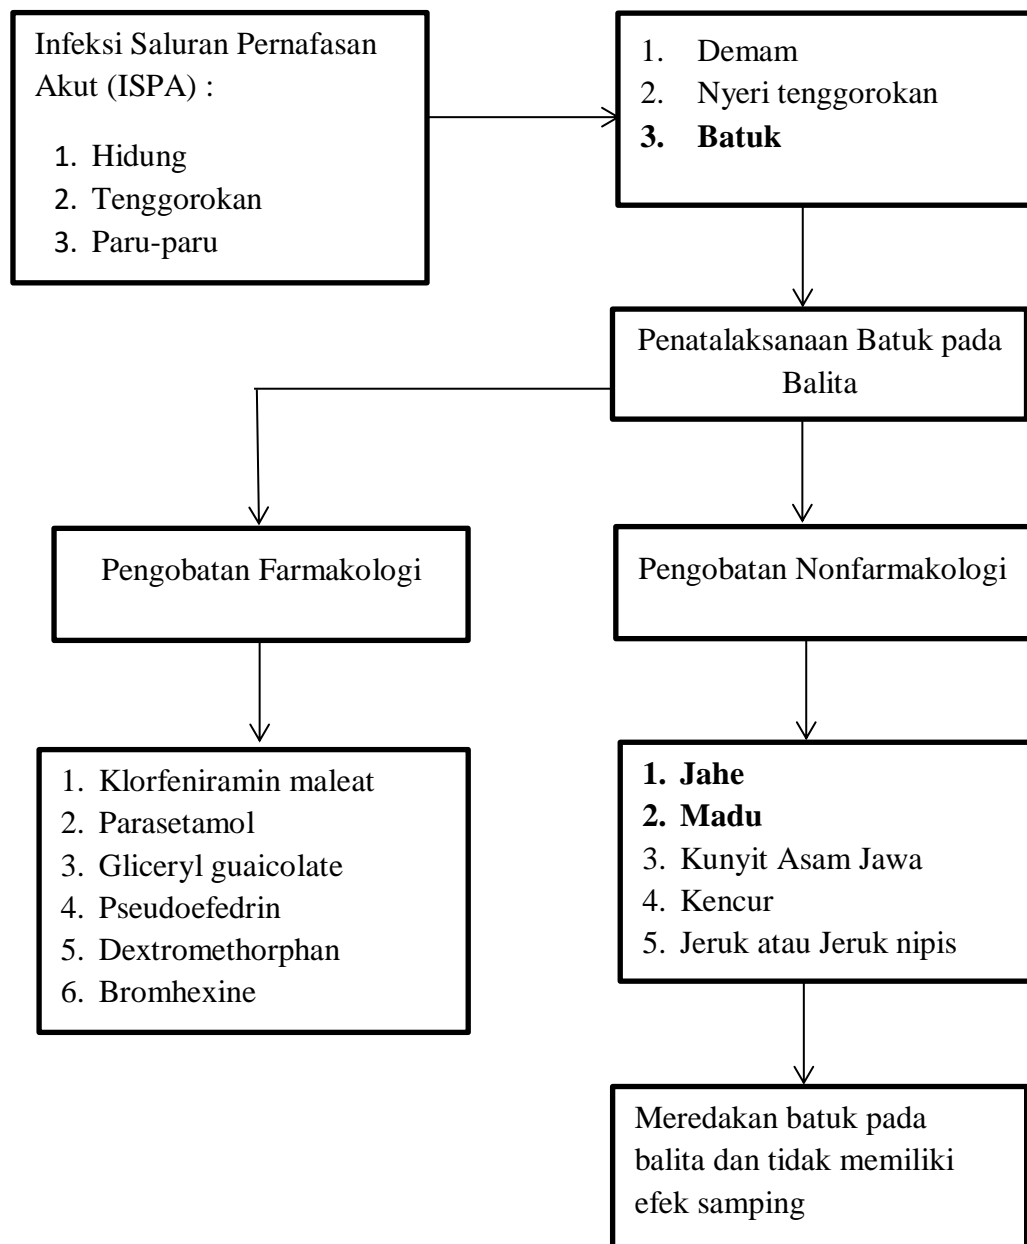 Infeksi Saluran Pernafasan
Akut (ISPA) :
1. Hidung
2. Tenggorokan
3. Paru-paru
1. Demam
2. Nyeri tenggorokan
3. Batuk
Penatalaksanaan Batuk pada
Balita
Pengobatan Farmakologi
Pengobatan Nonfarmakologi
1. Klorfeniramin maleat
2. Parasetamol
3. Gliceryl guaicolate
4. Pseudoefedrin
5. Dextromethorphan
6. Bromhexine
1. Jahe
2. Madu
3. Kunyit Asam Jawa
4. Kencur
5. Jeruk atau Jeruk nipis
Meredakan batuk pada
balita dan tidak memiliki
efek samping